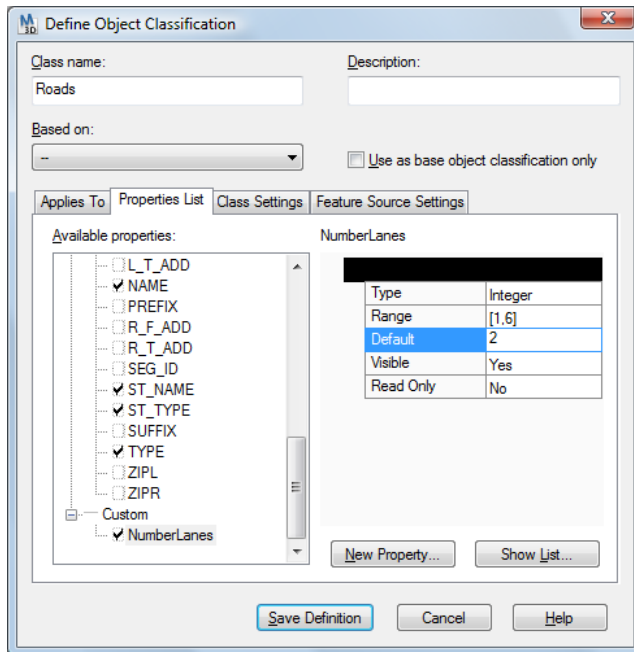 Define Object Classification
Class name:
Description:
Roads
Based on:
--
Use as base object classification only
Applies To
Properties List
Class Settings
Feature Source Settings
Available properties:
NumberLanes
L_T_ADD
NAME
PREFIX
R_F_ADD
R_T_ADD
SEG_ID
ST_NAME
ST_TYPE
SUFFIX
TYPE
ZIPL
ZIPR
Custom
NumberLanes
Type Integer
Range [1,6]
Default 2
Visible Yes
Read Only No
New Property...
Show List...
Save Definition
Cancel
Help